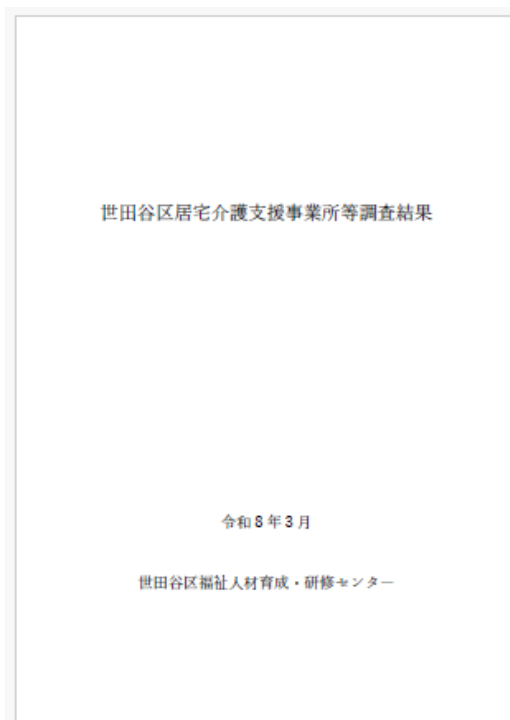 世田谷区居宅介護支援事業所等調査結果
令和8年3月
世田谷区福祉人材育成・研修センター